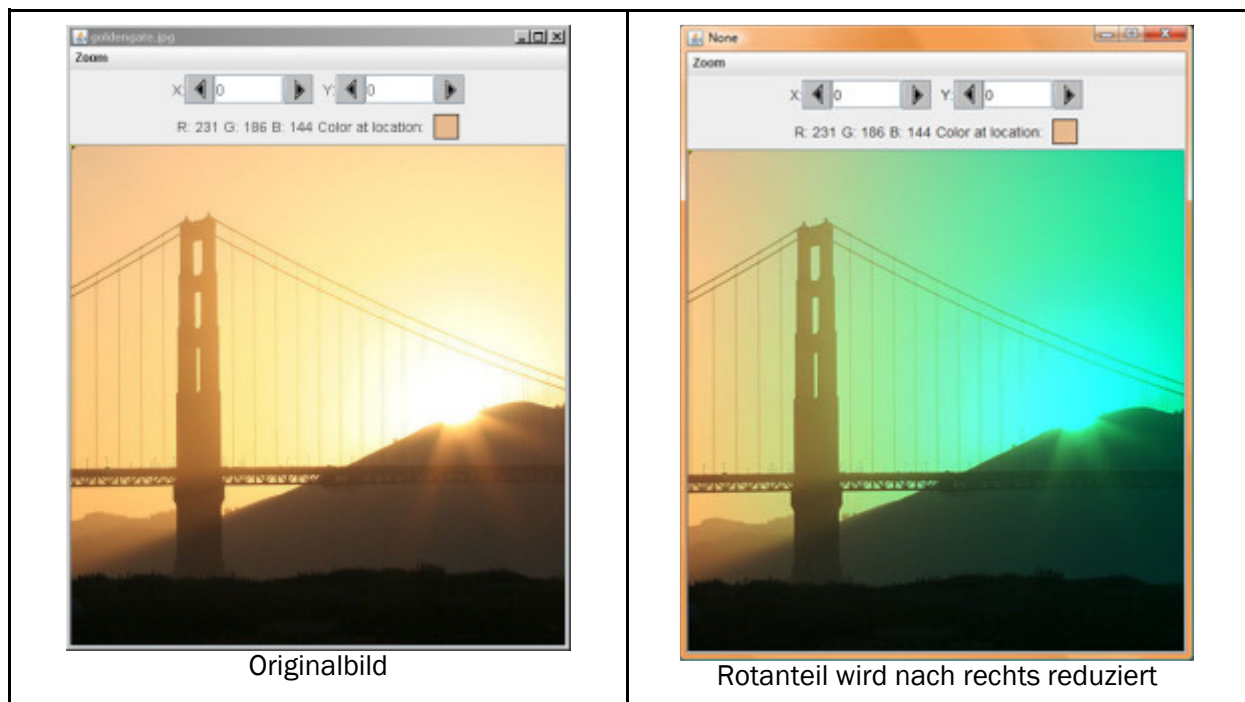 goldengate.jpg
Zoom
X: 0 Y: 0
R: 231 G: 186 B: 144 Color at location:
Originalbild
None
Zoom
X: 0 Y: 0
R: 231 G: 186 B: 144 Color at location:
Rotanteil wird nach rechts reduziert